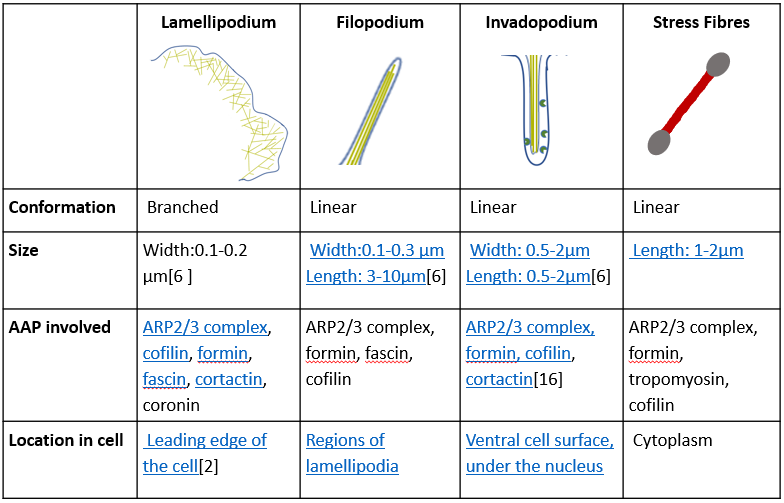 Lamellipodium Filopodium Invadopodium Stress Fibres
Conformation Branched Linear Linear Linear
Size Width:0.1-0.2 Width:0.1-0.3 µm Width: 0.5-2µm Length: 1-2µm
µm[6 ] Length: 3-10µm[6] Length: 0.5-2µm[6]
AAP involved ARP2/3 complex, ARP2/3 complex, ARP2/3 complex, ARP2/3 complex,
cofilin, formin, formin, fascin, formin, cofilin, formin,
fascin, cortactin, cofilin cortactin[16] tropomyosin,
coronin cofilin
Location in cell Leading edge of Regions of Ventral cell surface, Cytoplasm
the cell[2] lamellipodia under the nucleus